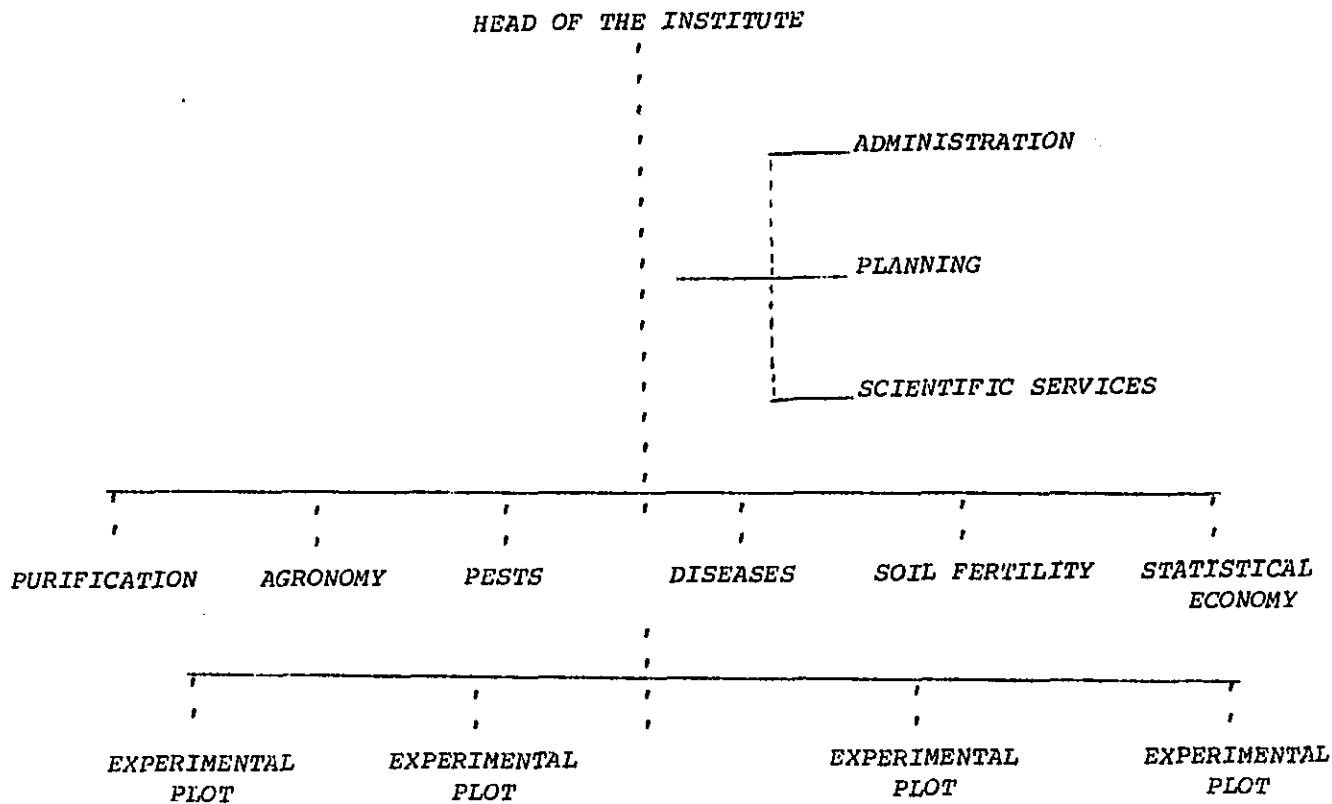 HEAD OF THE INSTITUTE
ADMINISTRATION
PLANNING
SCIENTIFIC SERVICES
PURIFICATION AGRONOMY PESTS DISEASES SOIL FERTILITY STATISTICAL
ECONOMY
EXPERIMENTAL EXPERIMENTAL EXPERIMENTAL EXPERIMENTAL
PLOT PLOT PLOT PLOT